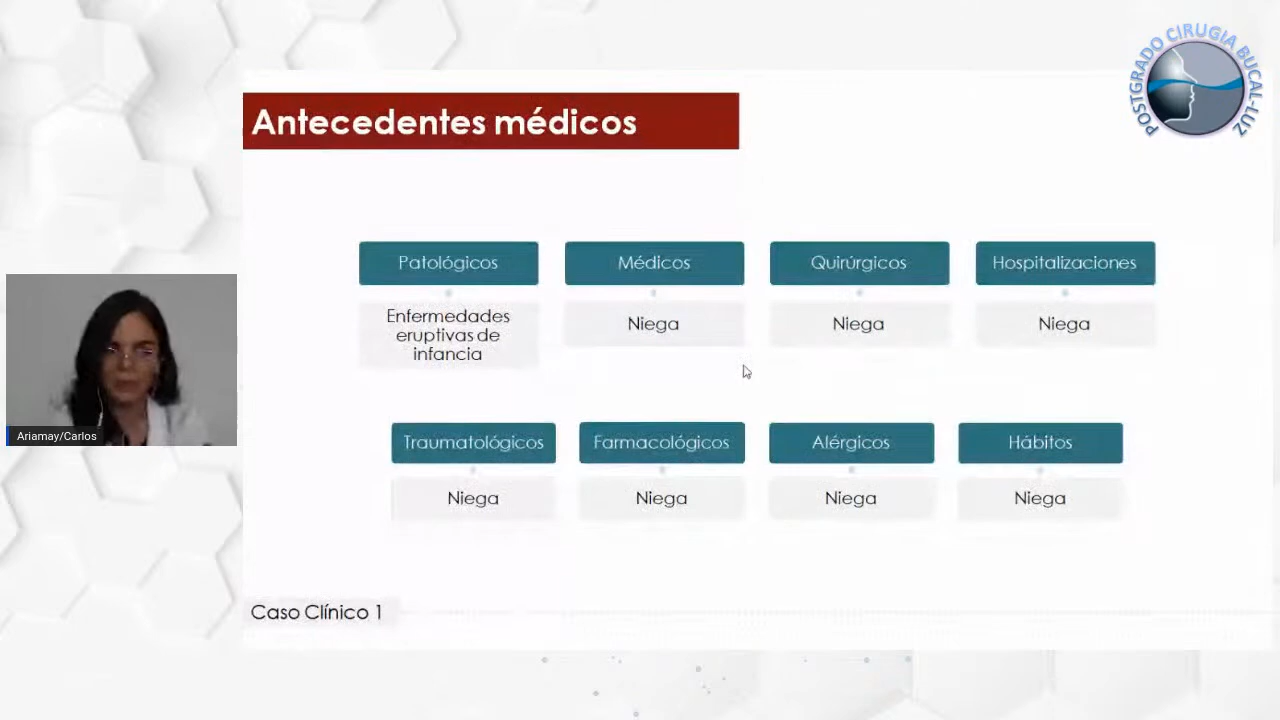 POSTGRADO CIRUGIA BUCAL-LUZ
Antecedentes médicos
Patológicos
Médicos
Quirúrgicos
Hospitalizaciones
Enfermedades
eruptivas de
infancia
Niega
Niega
Niega
Traumatológicos
Farmacológicos
Alérgicos
Hábitos
Niega
Niega
Niega
Niega
Ariamay/Carlos
Caso Clínico 1